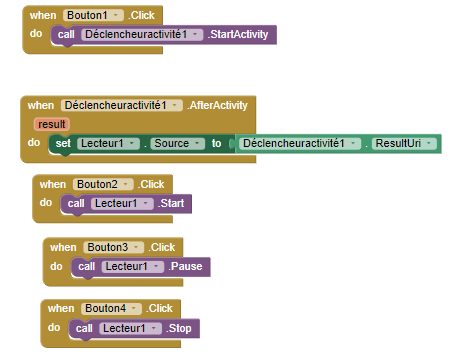 when Bouton1 .Click
do call Déclencheuractivité1 .StartActivity
when Déclencheuractivité1 .AfterActivity
result
do set Lecteur1 . Source to Déclencheuractivité1 . ResultUri
when Bouton2 .Click
do call Lecteur1 .Start
when Bouton3 .Click
do call Lecteur1 .Pause
when Bouton4 .Click
do call Lecteur1 .Stop